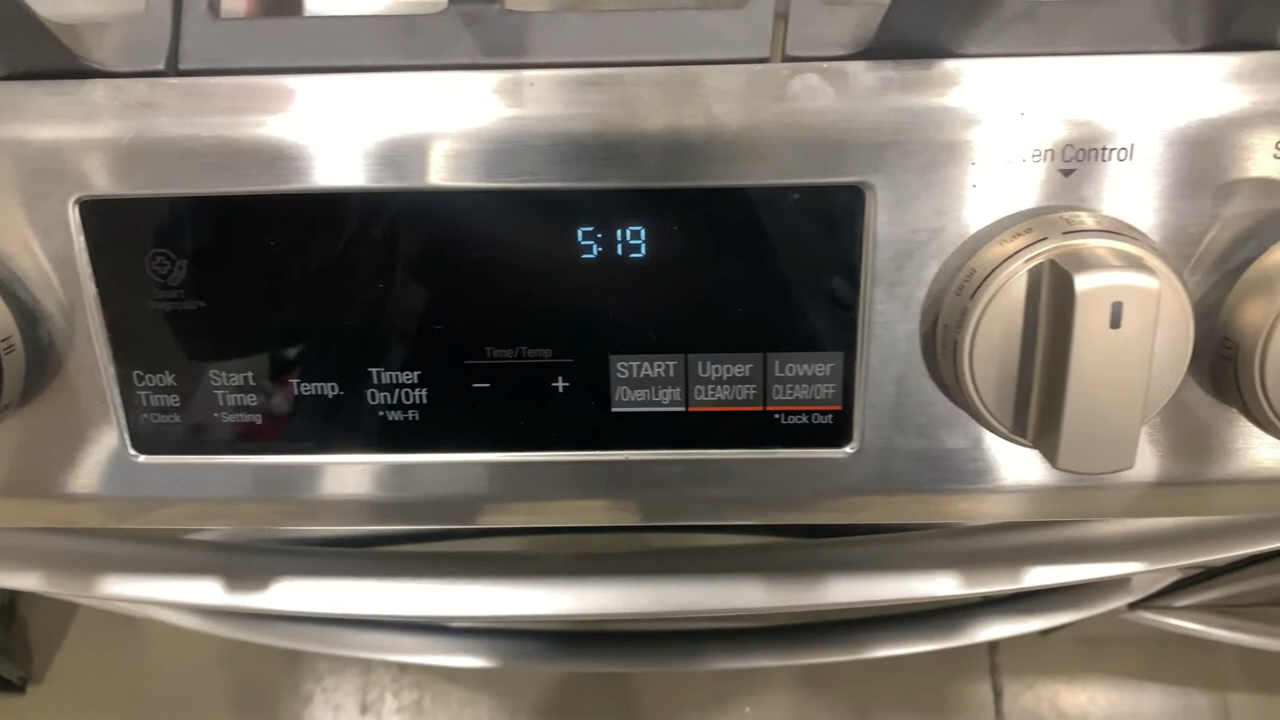 en Control
5:19
Smart
Time/Temp
Cook
Time
*Clock
Start
Time
*Setting
Temp.
Timer
On/Off
*Wi-Fi
− +
START
/Oven Light
Upper
CLEAR/OFF
Lower
CLEAR/OFF
*Lock Out
HI